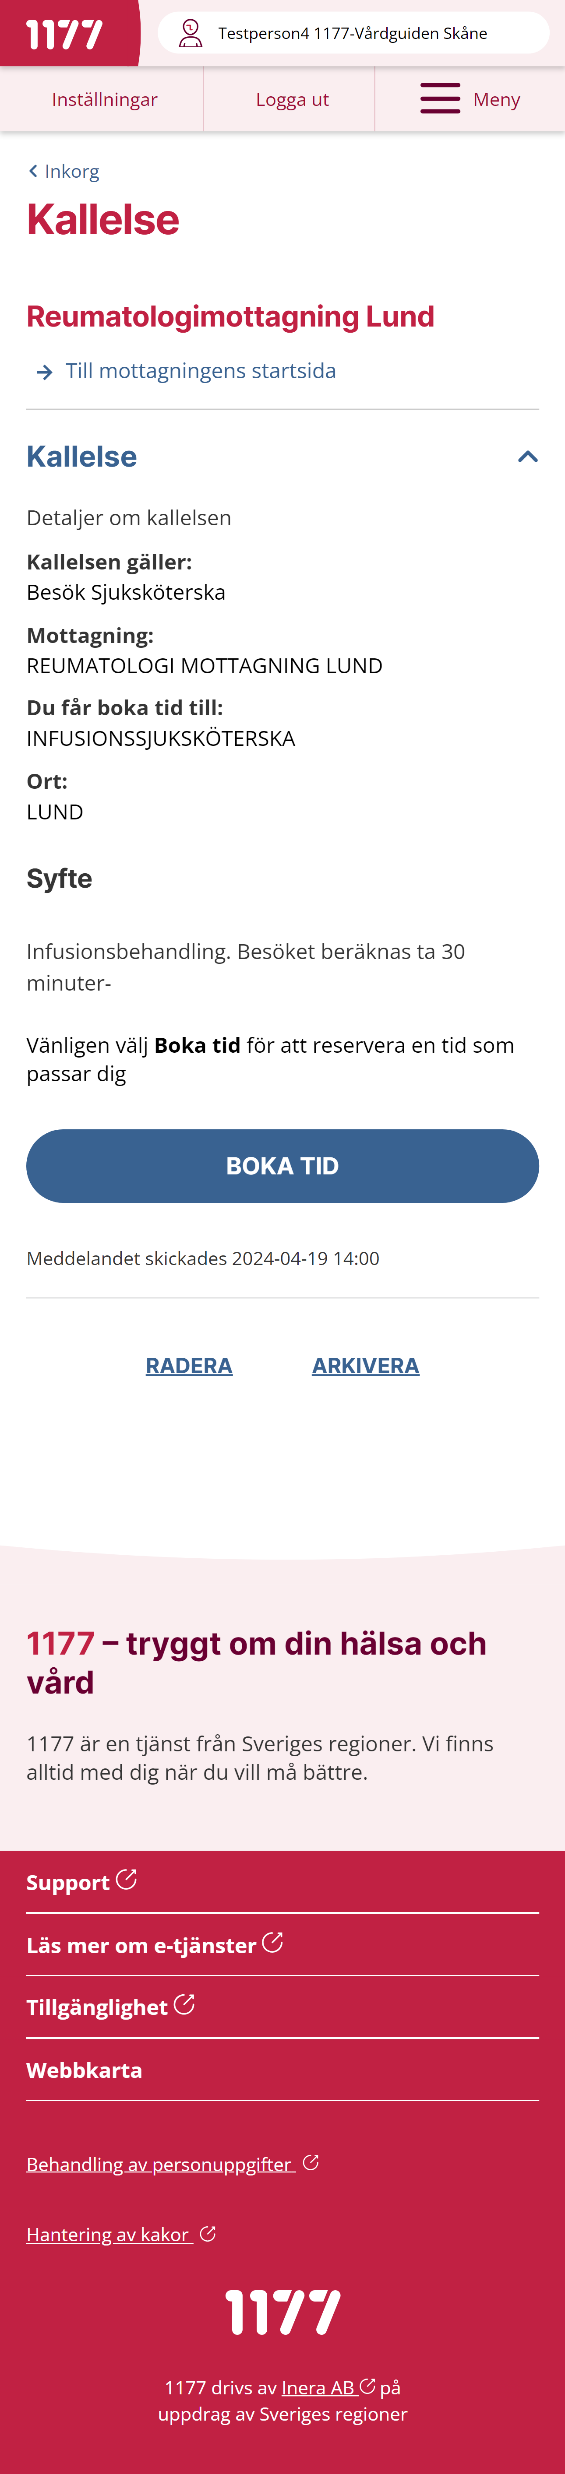 1177
Testperson4 1177-Vårdguiden Skåne
Inställningar
Logga ut
Meny
Inkorg
Kallelse
Reumatologimottagning Lund
Till mottagningens startsida
Kallelse
Detaljer om kallelsen
Kallelsen gäller:
Besök Sjuksköterska
Mottagning:
REUMATOLOGI MOTTAGNING LUND
Du får boka tid till:
INFUSIONSSJUKSKÖTERSKA
Ort:
LUND
Syfte
Infusionsbehandling. Besöket beräknas ta 30
minuter-
Vänligen välj Boka tid för att reservera en tid som
passar dig
BOKA TID
Meddelandet skickades 2024-04-19 14:00
RADERA
ARKIVERA
1177 – tryggt om din hälsa och
vård
1177 är en tjänst från Sveriges regioner. Vi finns
alltid med dig när du vill må bättre.
Support
Läs mer om e-tjänster
Tillgänglighet
Webbkarta
Behandling av personuppgifter
Hantering av kakor
1177
1177 drivs av Inera AB på
uppdrag av Sveriges regioner